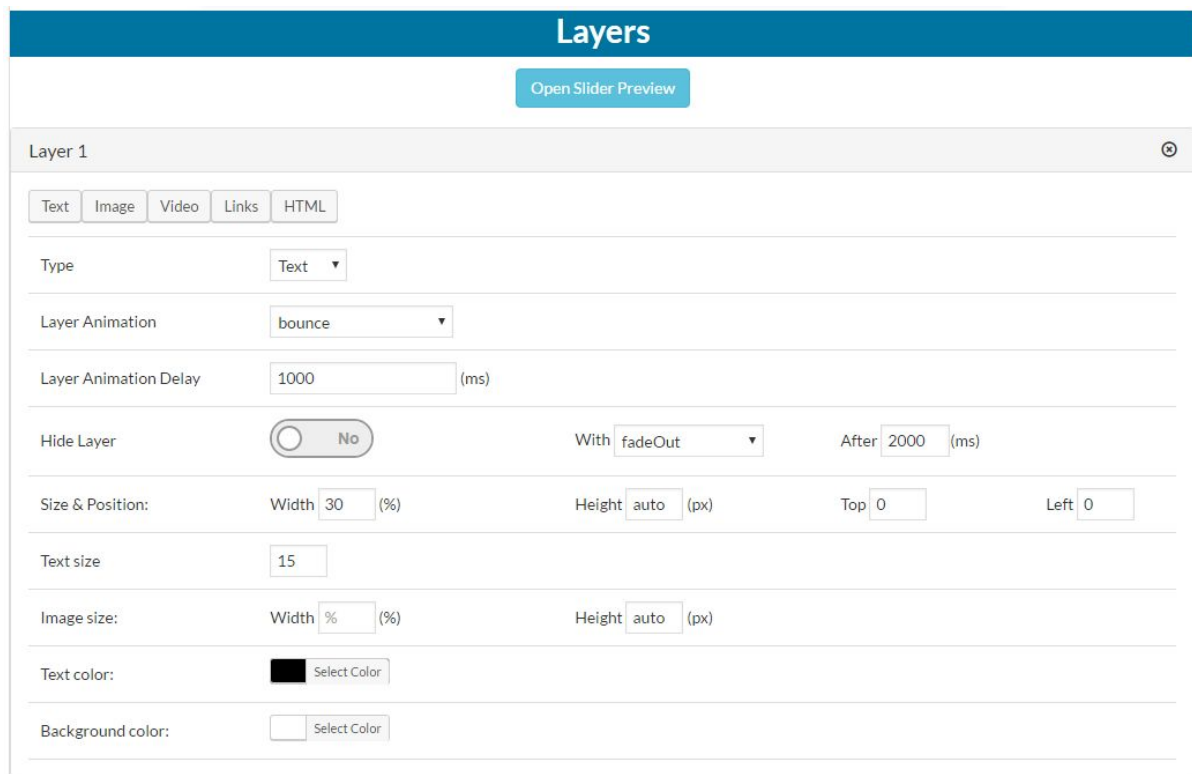 Layers
Open Slider Preview
Layer 1
Text Image Video Links HTML
Type Text
Layer Animation bounce
Layer Animation Delay 1000 (ms)
Hide Layer No With fadeOut After 2000 (ms)
Size & Position: Width 30 (%) Height auto (px) Top 0 Left 0
Text size 15
Image size: Width % (%) Height auto (px)
Text color: Select Color
Background color: Select Color